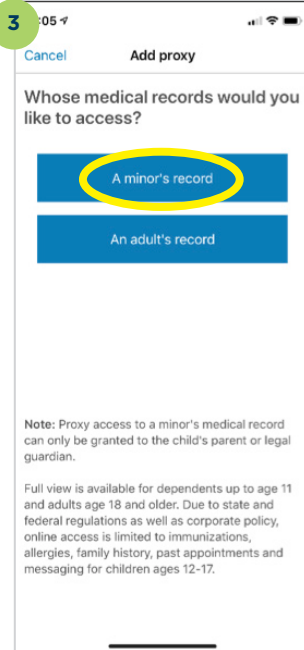 3
:05
Cancel Add proxy
Whose medical records would you
like to access?
A minor's record
An adult's record
Note: Proxy access to a minor's medical record
can only be granted to the child's parent or legal
guardian.
Full view is available for dependents up to age 11
and adults age 18 and older. Due to state and
federal regulations as well as corporate policy,
online access is limited to immunizations,
allergies, family history, past appointments and
messaging for children ages 12-17.